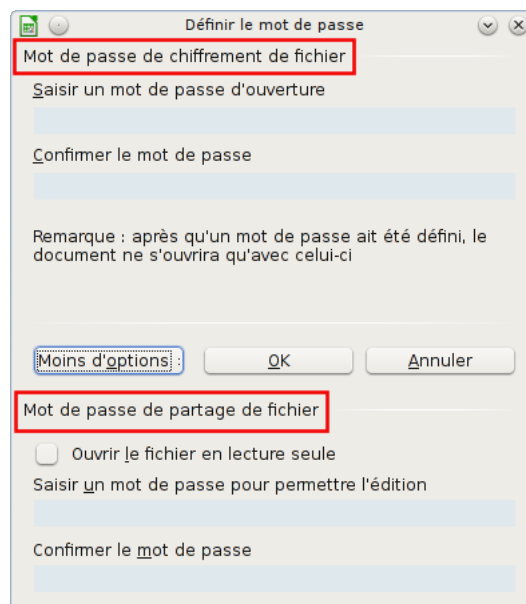 Définir le mot de passe
Mot de passe de chiffrement de fichier
Saisir un mot de passe d'ouverture
Confirmer le mot de passe
Remarque : après qu'un mot de passe ait été défini, le
document ne s'ouvrira qu'avec celui-ci
Moins d'options :
OK
Annuler
Mot de passe de partage de fichier
Ouvrir le fichier en lecture seule
Saisir un mot de passe pour permettre l'édition
Confirmer le mot de passe